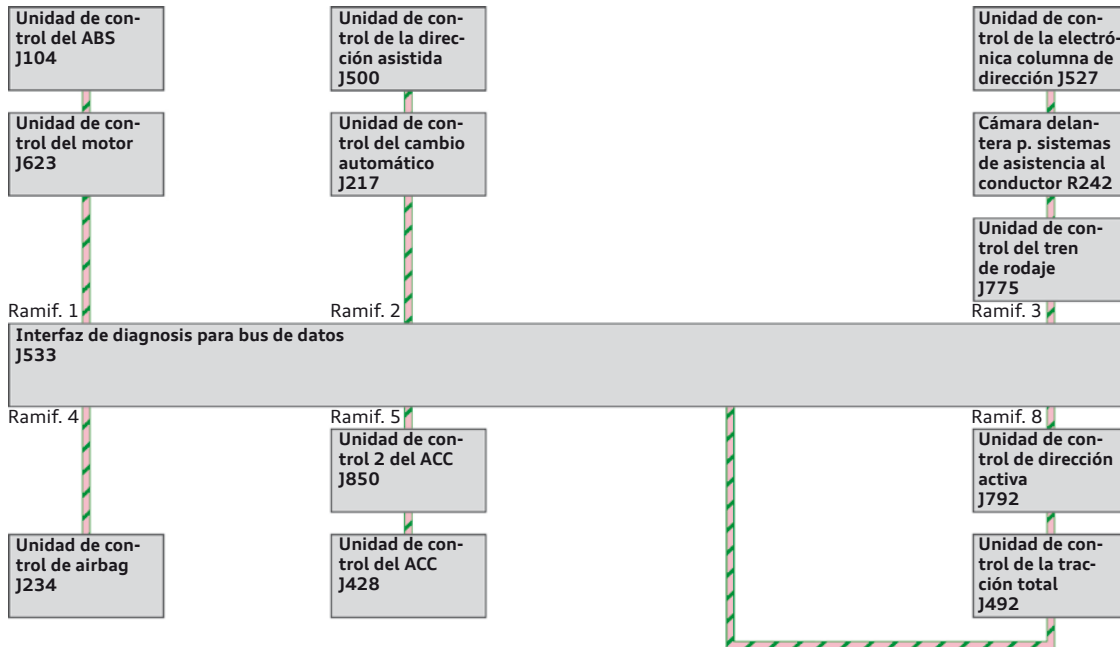 Unidad de con-
trol del ABS
J104
Unidad de con-
trol de la direc-
ción asistida
J500
Unidad de con-
trol de la electró-
nica columna de
dirección J527
Unidad de con-
trol del motor
J623
Unidad de con-
trol del cambio
automático
J217
Cámara delan-
tera p. sistemas
de asistencia al
conductor R242
Unidad de con-
trol del tren
de rodaje
J775
Ramif. 1
Ramif. 2
Ramif. 3
Interfaz de diagnosis para bus de datos
J533
Ramif. 4
Ramif. 5
Ramif. 8
Unidad de con-
trol 2 del ACC
J850
Unidad de con-
trol de dirección
activa
J792
Unidad de con-
trol de airbag
J234
Unidad de con-
trol del ACC
J428
Unidad de con-
trol de la trac-
ción total
J492